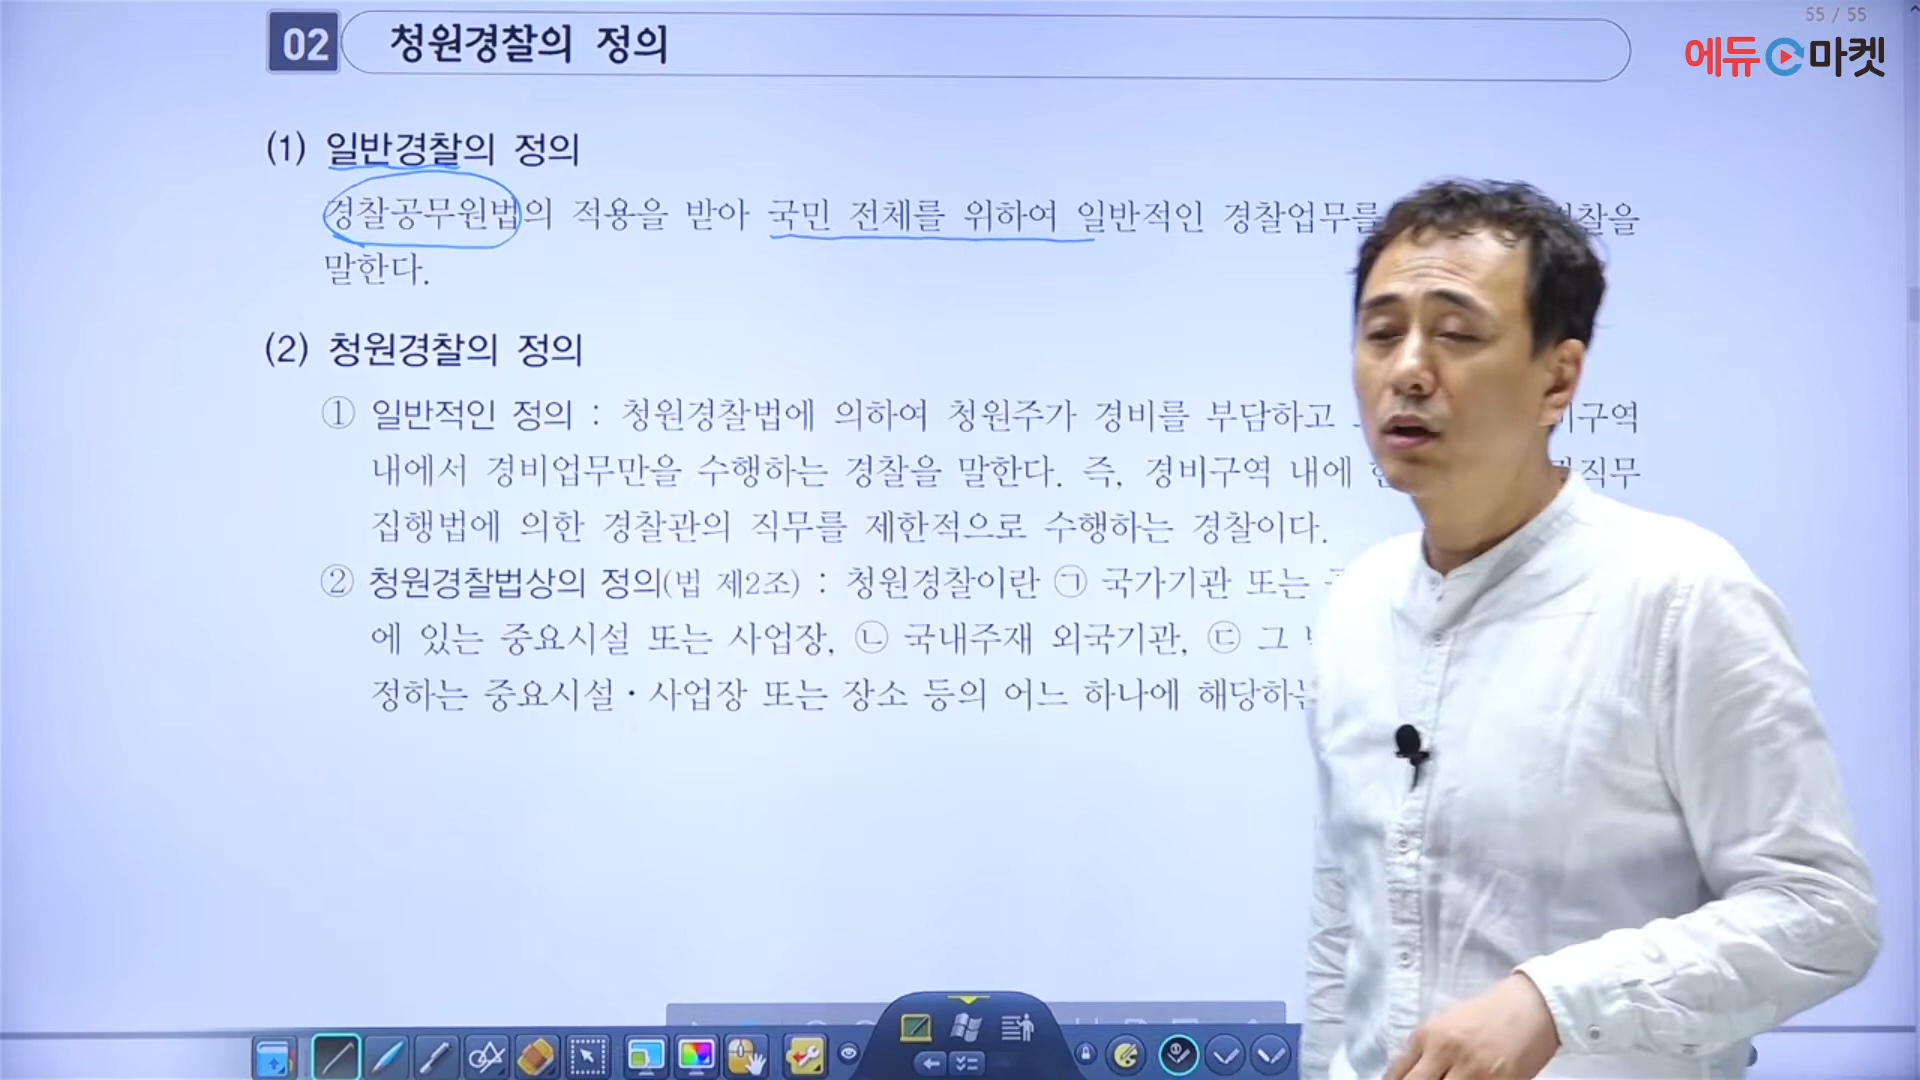 55 / 55
에듀마켓
02 청원경찰의 정의
(1) 일반경찰의 정의
경찰공무원법의 적용을 받아 국민 전체를 위하여 일반적인 경찰업무를
말한다.
(2) 청원경찰의 정의
① 일반적인 정의 : 청원경찰법에 의하여 청원주가 경비를 부담하고
내에서 경비업무만을 수행하는 경찰을 말한다. 즉, 경비구역 내에
집행법에 의한 경찰관의 직무를 제한적으로 수행하는 경찰이다.
② 청원경찰법상의 정의(법 제2조) : 청원경찰이란 ㉠ 국가기관 또는
에 있는 중요시설 또는 사업장, ㉡ 국내주재 외국기관, ㉢ 그
정하는 중요시설·사업장 또는 장소 등의 어느 하나에 해당하는